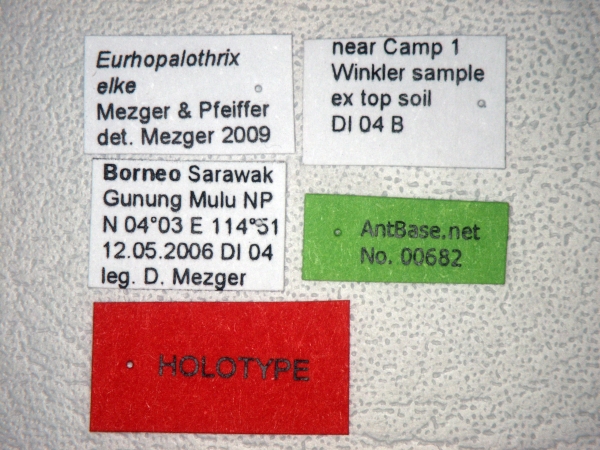 Eurhopalothrix
elke
Mezger & Pfeiffer
det. Mezger 2009
near Camp 1
Winkler sample
ex top soil
DI 04 B
Borneo Sarawak
Gunung Mulu NP
N 04°03 E 114°51
12.05.2006 DI 04
leg. D. Mezger
AntBase.net
No. 00682
HOLOTYPE